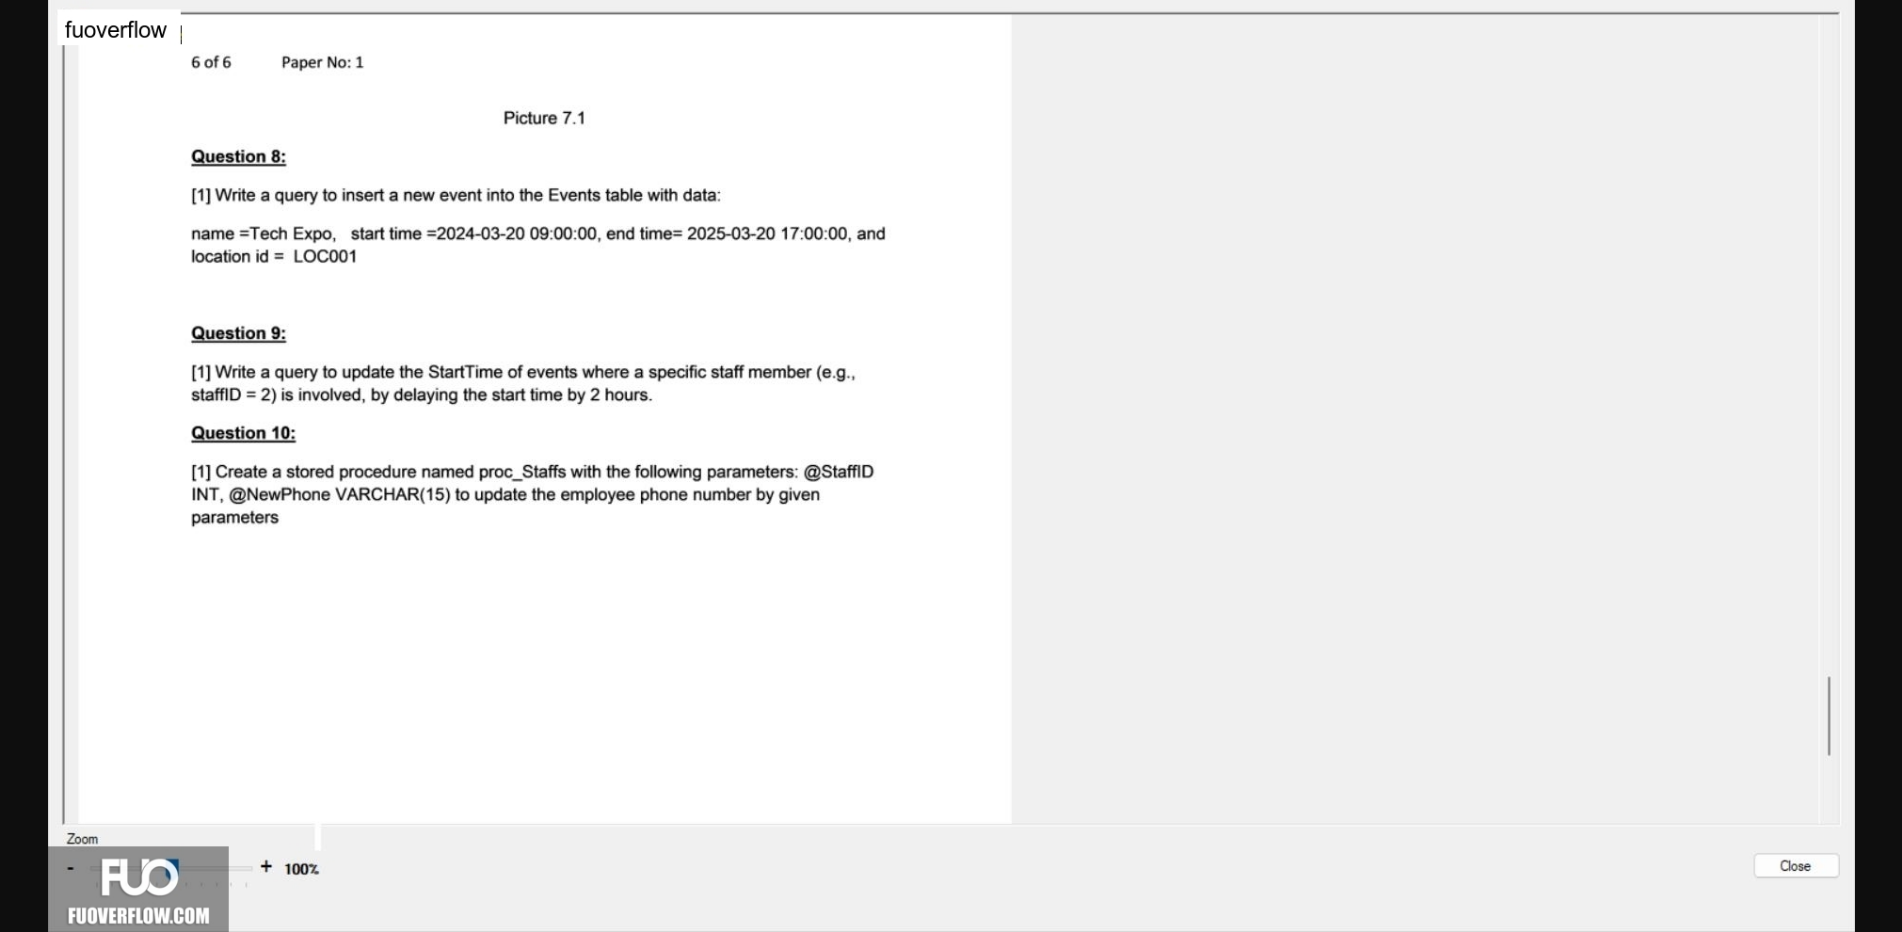 fuoverflow
6 of 6 Paper No: 1
Picture 7.1
Question 8:
[1] Write a query to insert a new event into the Events table with data:
name =Tech Expo, start time =2024-03-20 09:00:00, end time= 2025-03-20 17:00:00, and
location id = LOC001
Question 9:
[1] Write a query to update the StartTime of events where a specific staff member (e.g.,
staffID = 2) is involved, by delaying the start time by 2 hours.
Question 10:
[1] Create a stored procedure named proc_Staffs with the following parameters: @StaffID
INT, @NewPhone VARCHAR(15) to update the employee phone number by given
parameters
Zoom
- + 100%
Close
FUO
FUOVERFLOW.COM